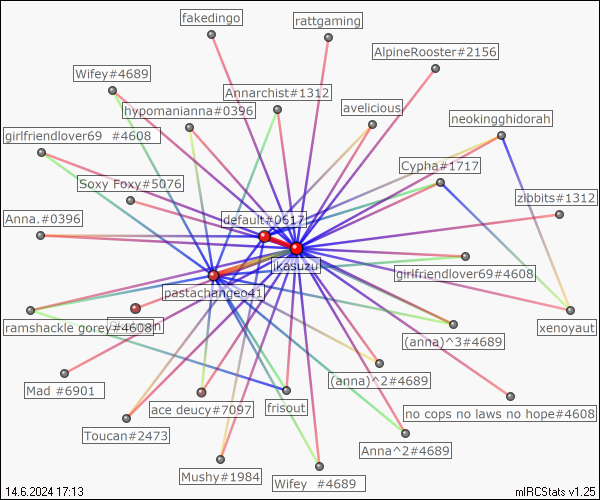 fakedingo
rattgaming
AlpineRooster#2156
Wifey#4689
Annarchist#1312
hypomanianna#0396
avelicious
neokingghidorah
girlfriendlover69 #4608
Cypha#1717
Soxy Foxy#5076
zibbits#1312
Anna.#0396
default#0617
jkasuzu
girlfriendlover69#4608
pastachangeo41
ramshackle gorey#4608
xenoyaut
(anna)^3#4689
(anna)^2#4689
Mad #6901
ace deucy#7097
frisout
no cops no laws no hope#4608
Toucan#2473
Anna^2#4689
Mushy#1984
Wifey #4689
14.6.2024 17:13
mIRCStats v1.25